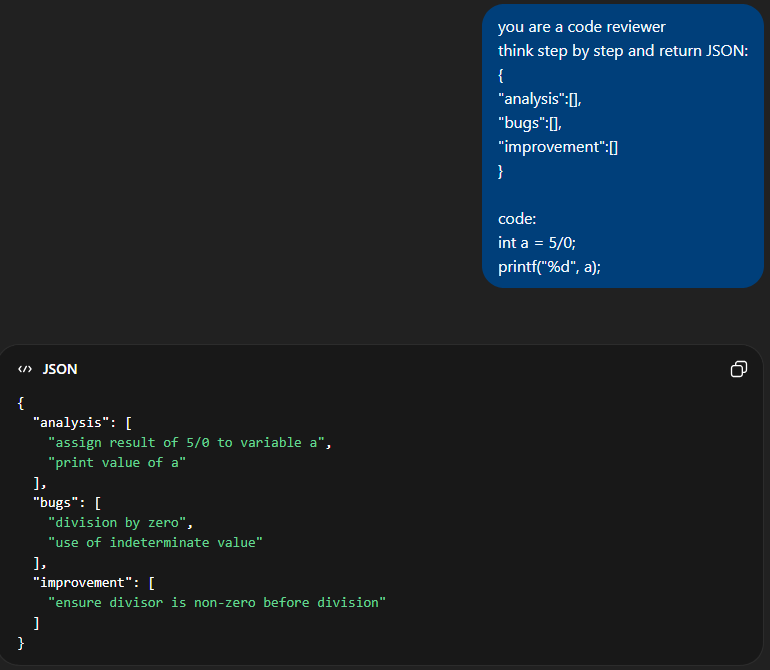 you are a code reviewer
think step by step and return JSON:
{
"analysis":[],
"bugs":[],
"improvement":[]
}
code:
int a = 5/0;
printf("%d", a);
</> JSON
{
  "analysis": [
    "assign result of 5/0 to variable a",
    "print value of a"
  ],
  "bugs": [
    "division by zero",
    "use of indeterminate value"
  ],
  "improvement": [
    "ensure divisor is non-zero before division"
  ]
}